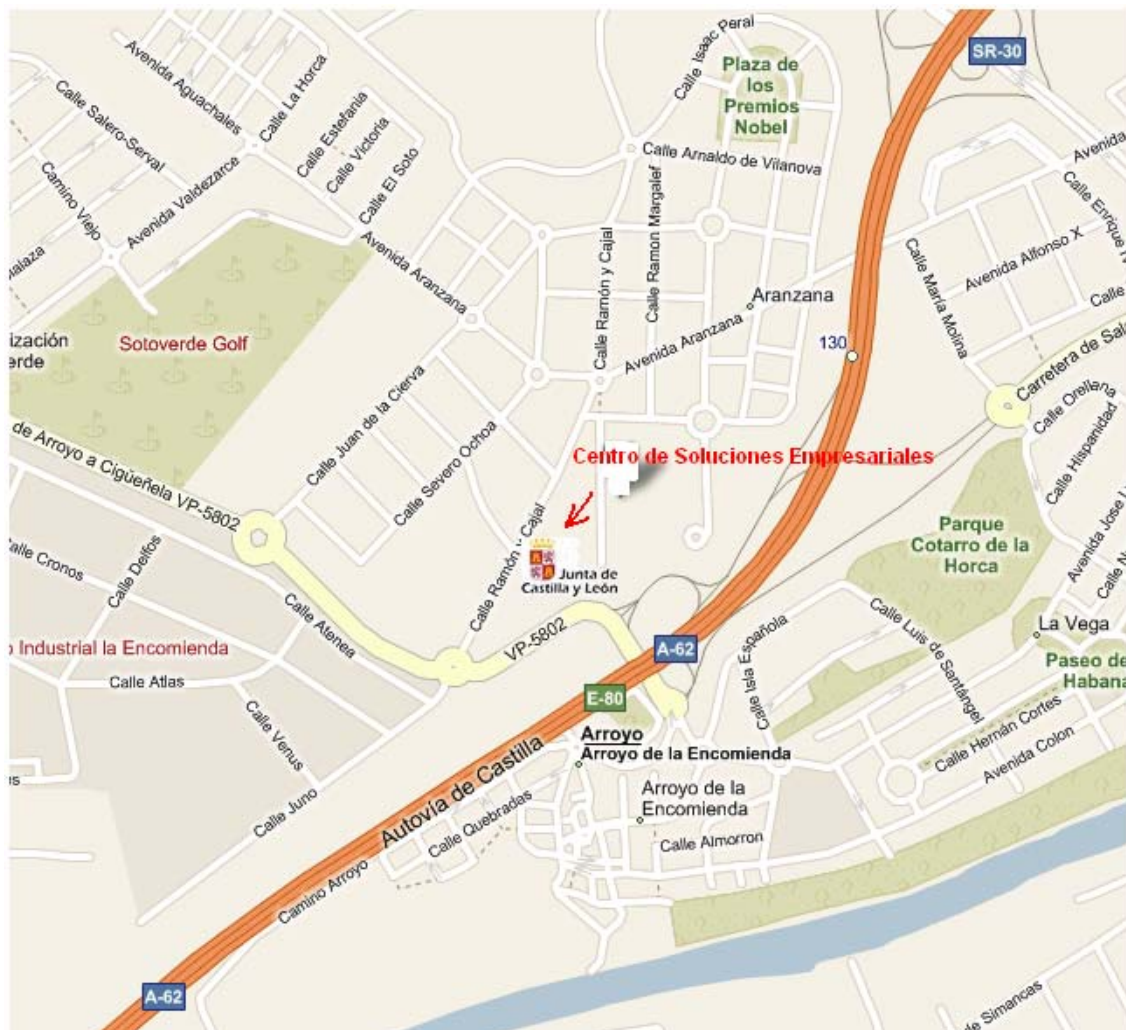 SR-30
Calle Isaac Peral
Plaza de
los
Premios
Nobel
Avenida Aguachales
Calle La Horca
Calle Salero-Serval
Calle Estefanía
Calle Victoria
Calle El Soto
Camino Viejo
Avenida Valdezarce
Calle Arnaldo de Vilanova
Avenida
Calle Enrique
Avenida Alfonso X
Calle
Calle María Molina
Carretera de Sala
Avenida Aranzana
Calle Ramón y Cajal
Calle Ramon Margalef
Aranzana
Avenida Aranzana
130
ización
erde
Sotoverde Golf
Calle Juan de la Cierva
Calle Severo Ochoa
Calle Orellana
Calle Hispanidad
Centro de Soluciones Empresariales
de Arroyo a Cigüeñela VP-5802
Calle Ramón y Cajal
Junta de
Castilla y León
Parque
Cotarro de la
Horca
Avenida Jose L
Calle Cronos
Calle Delfos
Calle Atenea
o Industrial la Encomienda
Calle Atlas
Calle Venus
Calle Juno
VP-5802
A-62
E-80
Calle Isla Española
Calle Luis de Santángel
La Vega
Paseo de
Habana
Calle Hernán Cortes
Avenida Colon
Arroyo
Arroyo de la Encomienda
Arroyo de la
Encomienda
Autovía de Castilla
Calle Quebradas
Calle Almorron
Camino Arroyo
A-62
de Simancas